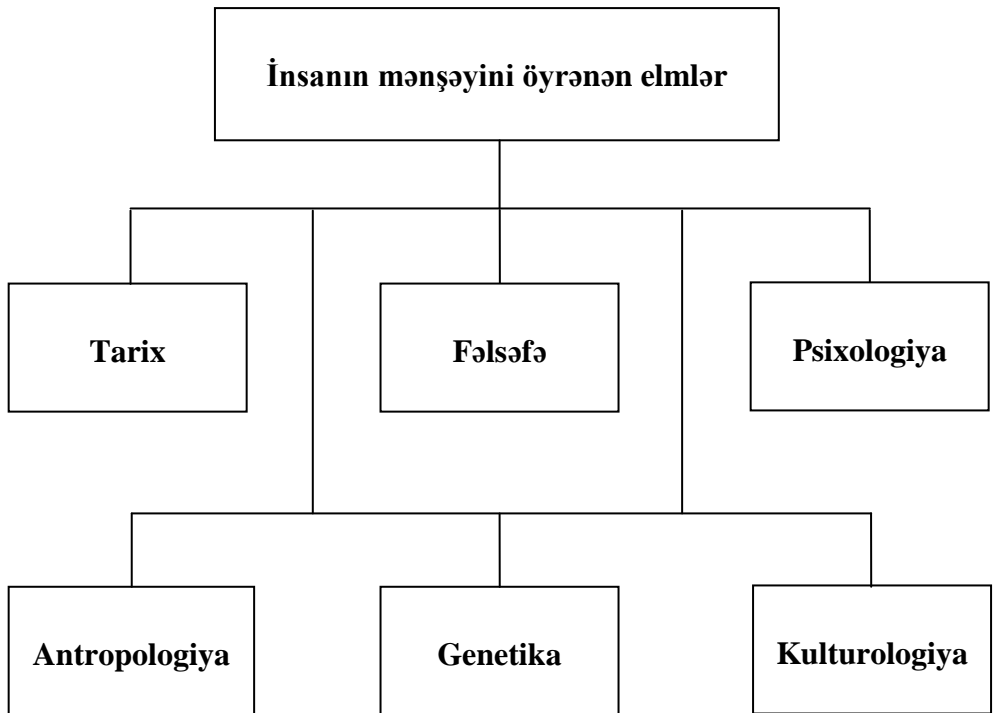 İnsanın mənşəyini öyrənən elmlər
Tarix
Fəlsəfə
Psixologiya
Antropologiya
Genetika
Kulturologiya